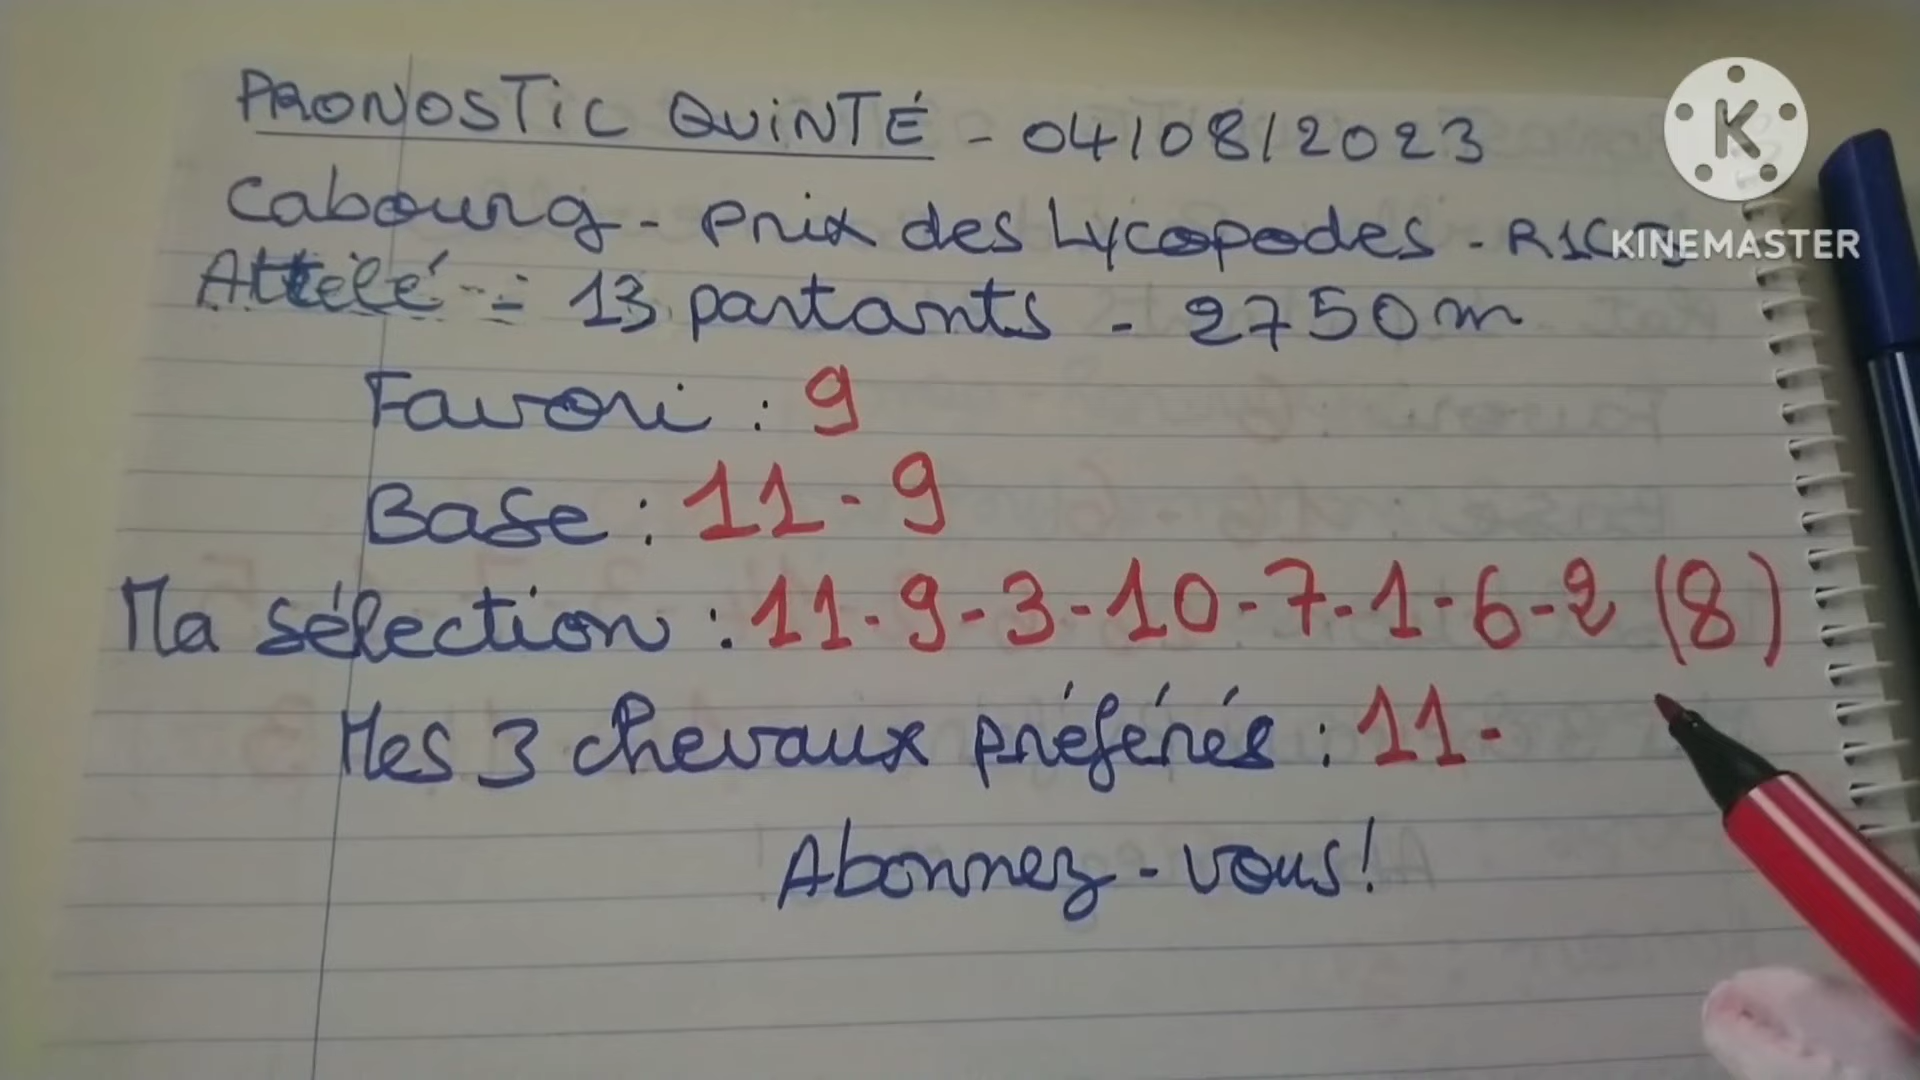 PRONOSTIC QUINTÉ - 04/08/2023
K
Cabourg - Prix des Lycopodes - R1C
KINEMASTER
Attelé - 13 partants - 2750m
Favori : 9
Base : 11 - 9
Ma sélection : 11 - 9 - 3 - 10 - 7 - 1 - 6 - 2 (8)
Mes 3 chevaux préférés : 11 -
Abonnez-vous!